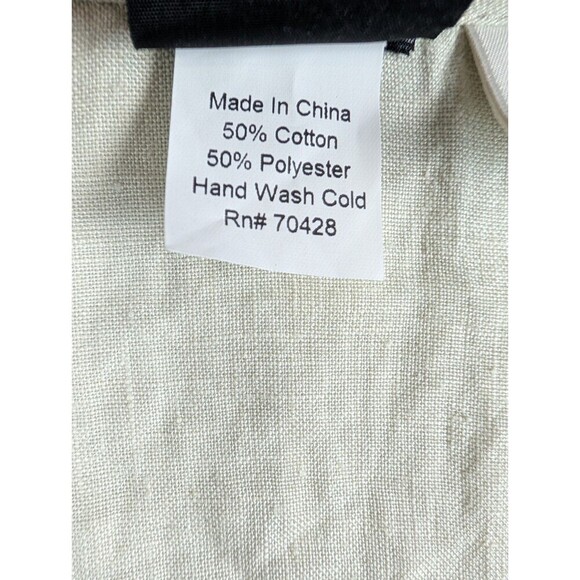 Made In China
50% Cotton
50% Polyester
Hand Wash Cold
Rn# 70428